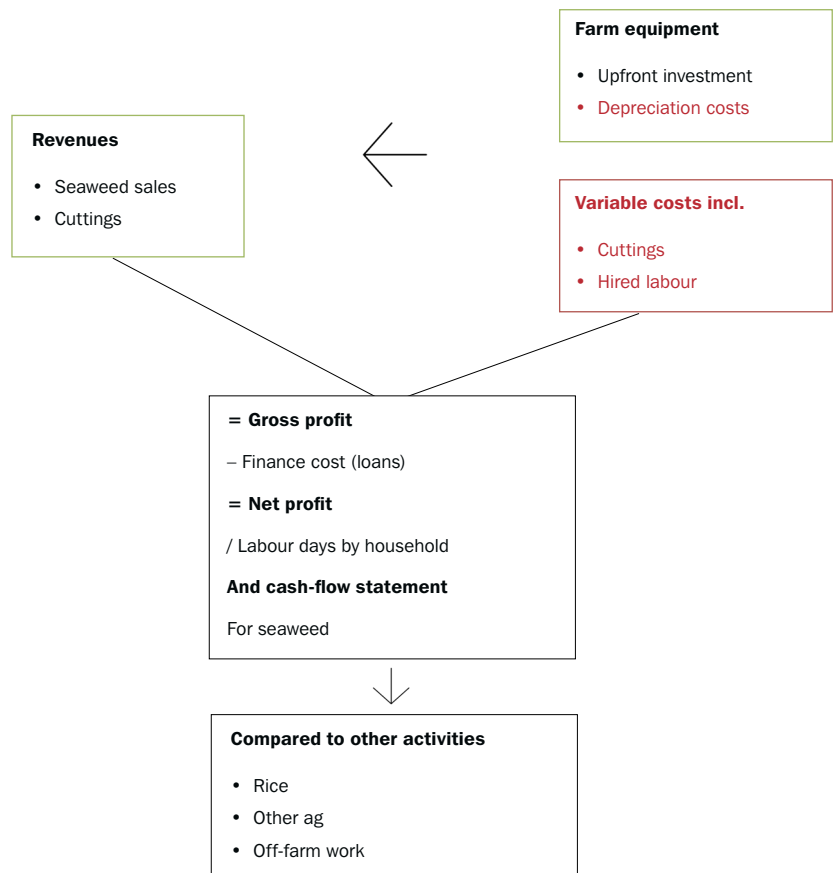 Farm equipment
• Upfront investment
• Depreciation costs
Revenues
• Seaweed sales
• Cuttings
Variable costs incl.
• Cuttings
• Hired labour
= Gross profit
– Finance cost (loans)
= Net profit
/ Labour days by household
And cash-flow statement
For seaweed
Compared to other activities
• Rice
• Other ag
• Off-farm work